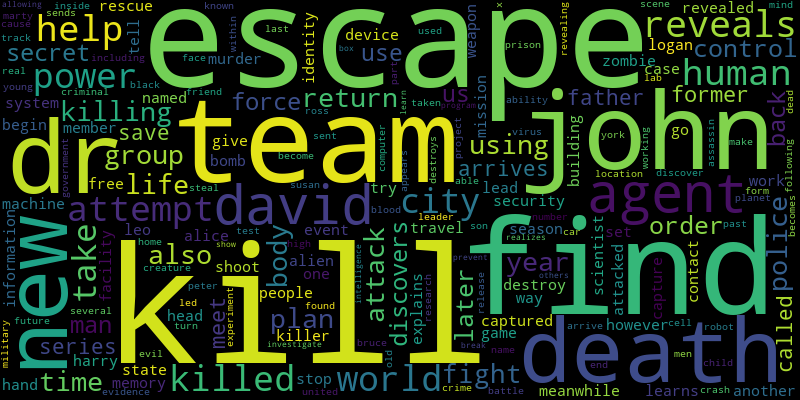 allowing
inside
sends
rescue
known
within
last
device
box
used
scene
revealed
mind
marty
cause
track
help
escape
reveals
tell
identity
prison
revealing
x
logan
including
secret
face
murder
use
weapon
control
zombie
real
young
power
part
us
case
lab
human
system
criminal
black
friend
named
force
return
taken
learn
program
mission
ability
father
former
back
dead
begin
member
killing
save
team
ross
sent
virus
york
working
go
assassin
make
dr
group
give
bomb
become
computer
project
using
john
building
location
discover
following
government
free
life
steal
try
appears
destroys
arrives
agent
work
becomes
machine
take
attempt
susan
david
able
lead
security
form
planet
information
facility
leo
alice
event
blood
leader
city
travel
son
season
number
set
order
past
police
new
home
test
show
high
realizes
car
year
scientist
contact
also
creature
shoot
body
alien
one
intelligence
attack
discovers
explains
research
later
prevent
others
find
attacked
capture
called
future
several
man
peter
meet
experiment
people
found
plan
release
captured
destroy
way
military
series
led
head
turn
kill
killer
investigate
bruce
old
game
however
cell
robot
arrive
harry
state
stop
world
break
name
death
men
child
evil
hand
time
memory
killed
fight
crime
end
meanwhile
learns
crash
another
evidence
united
battle